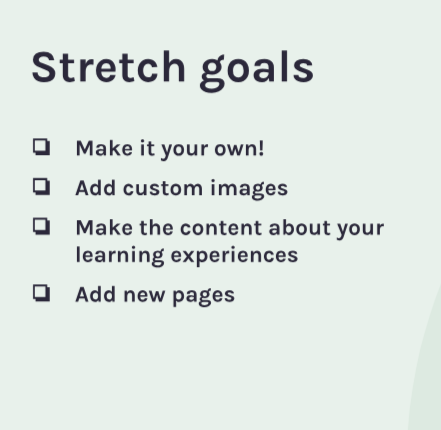 Stretch goals
❏ Make it your own!
❏ Add custom images
❏ Make the content about your
learning experiences
❏ Add new pages